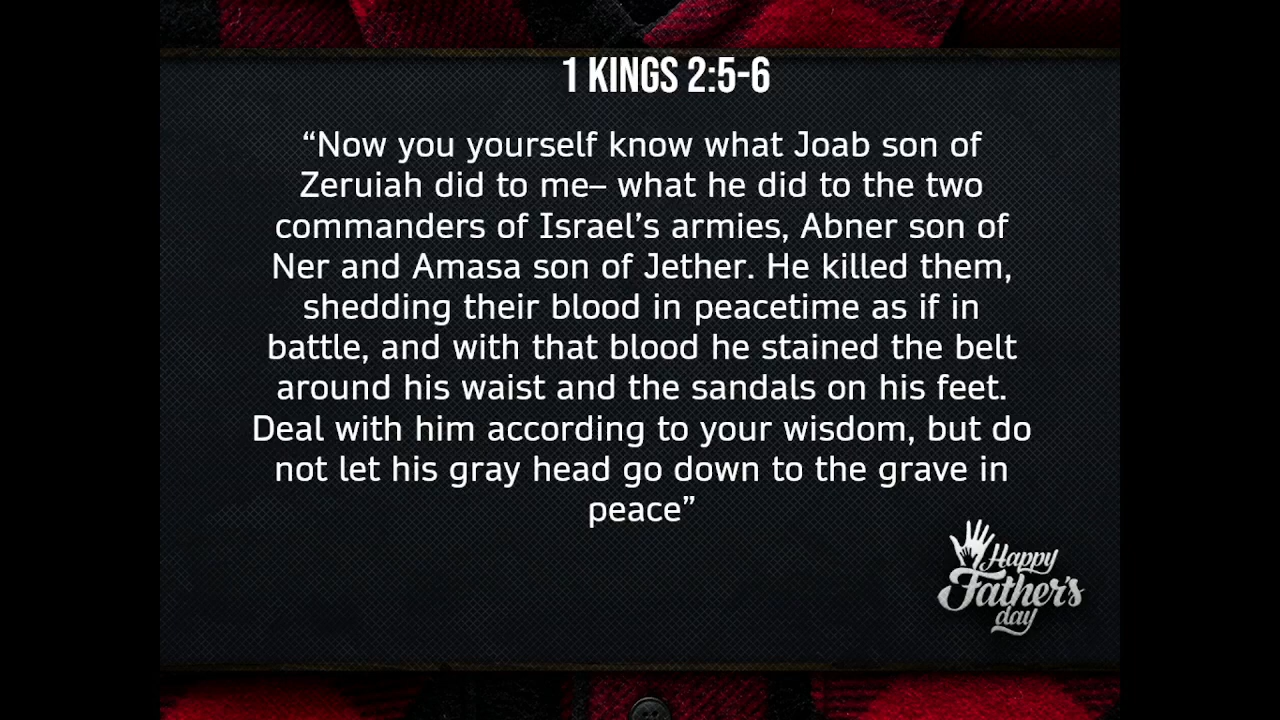 1 KINGS 2:5-6
“Now you yourself know what Joab son of
Zeruiah did to me– what he did to the two
commanders of Israel’s armies, Abner son of
Ner and Amasa son of Jether. He killed them,
shedding their blood in peacetime as if in
battle, and with that blood he stained the belt
around his waist and the sandals on his feet.
Deal with him according to your wisdom, but do
not let his gray head go down to the grave in
peace”
Happy
Father's
day